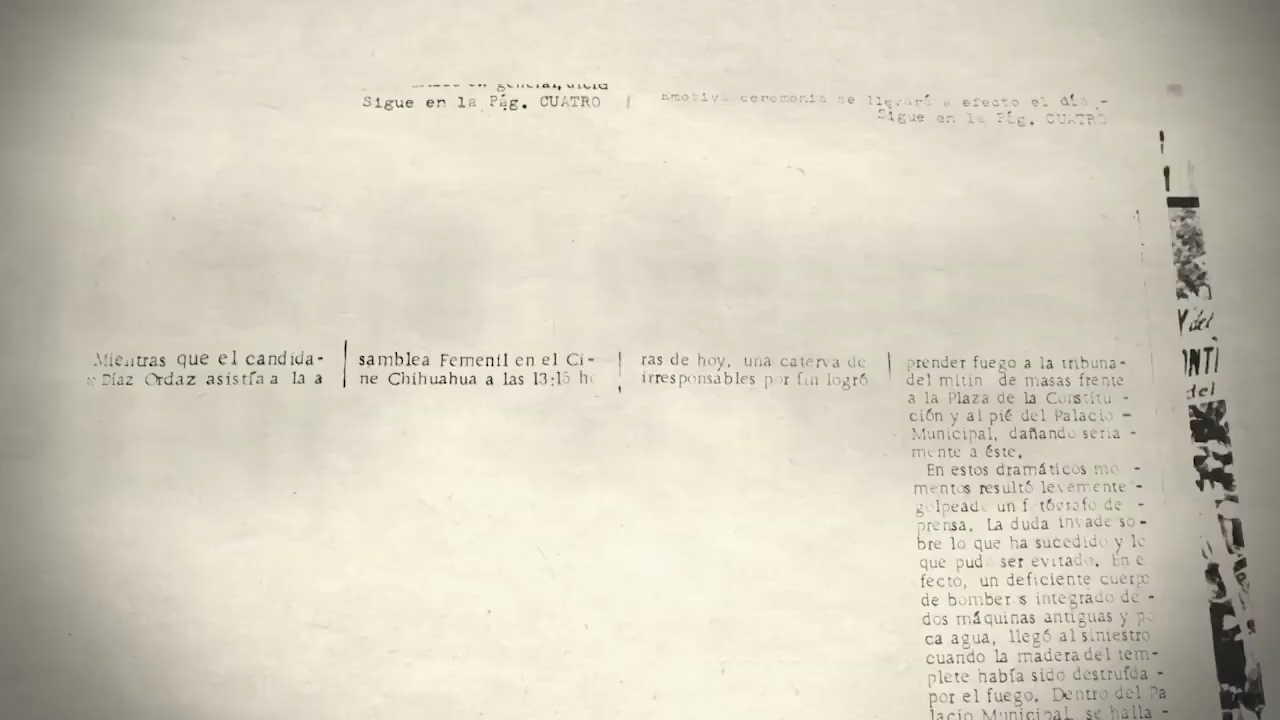 en general,
Sigue en la Pág. CUATRO
Emotiva ceremonia se llevará a efecto el día -
Sigue en la Pág. CUATRO
Mientras que el candida-
Díaz Ordaz asistía a la a
samblea Femenil en el Ci-
ne Chihuahua a las 13:15 ho
ras de hoy, una caterva de
irresponsables por fin logró
prender fuego a la tribuna-
del mitin de masas frente
a la Plaza de la Constitu -
ción y al pié del Palacio -
Municipal, dañando seria -
mente a éste.
En estos dramáticos mo -
mentos resultó levemente -
golpeado un fotógrafo de -
prensa. La duda invade so-
bre lo que ha sucedido y lo
que pudo ser evitado. En e
fecto, un deficiente cuerpo
de bomberos integrado de -
dos máquinas antiguas y po
ca agua, llegó al siniestro
cuando la madera del tem-
plete había sido destruída -
por el fuego. Dentro del Pa
lacio Municipal, se halla -
Y del
ANTI
del